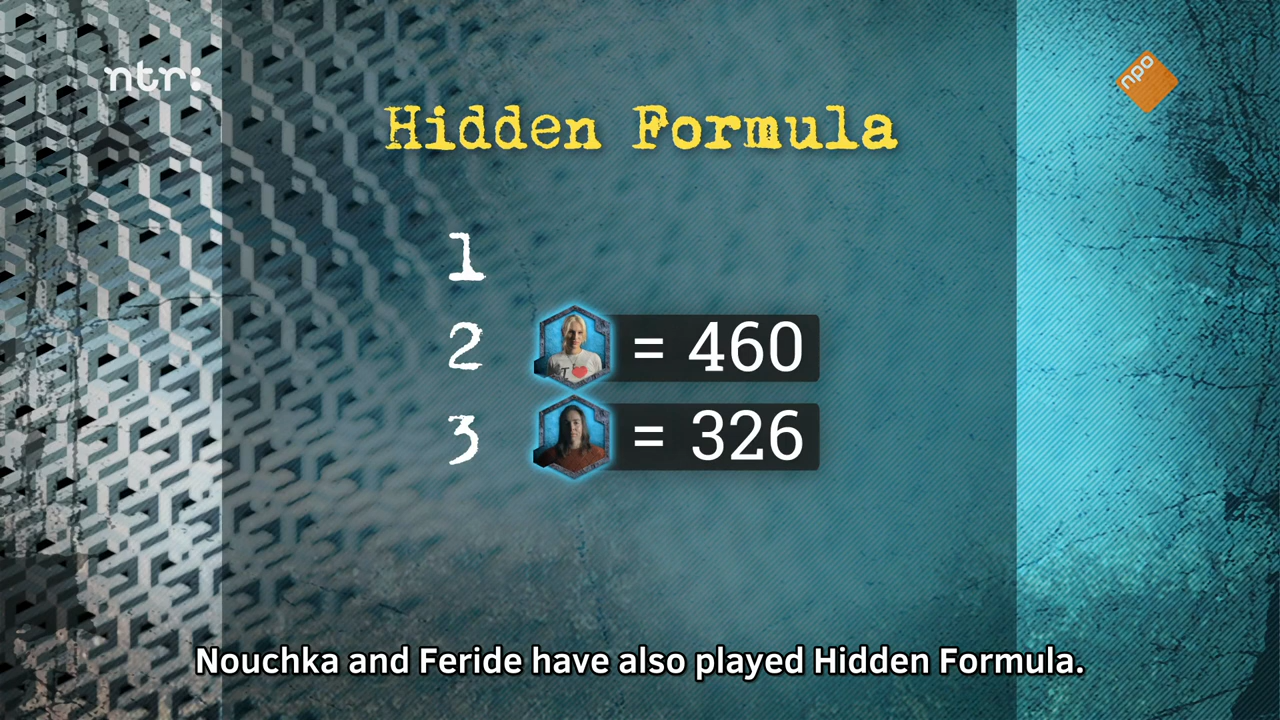 ntr:
npo
Hidden Formula
1
2 = 460
3 = 326
Nouchka and Feride have also played Hidden Formula.